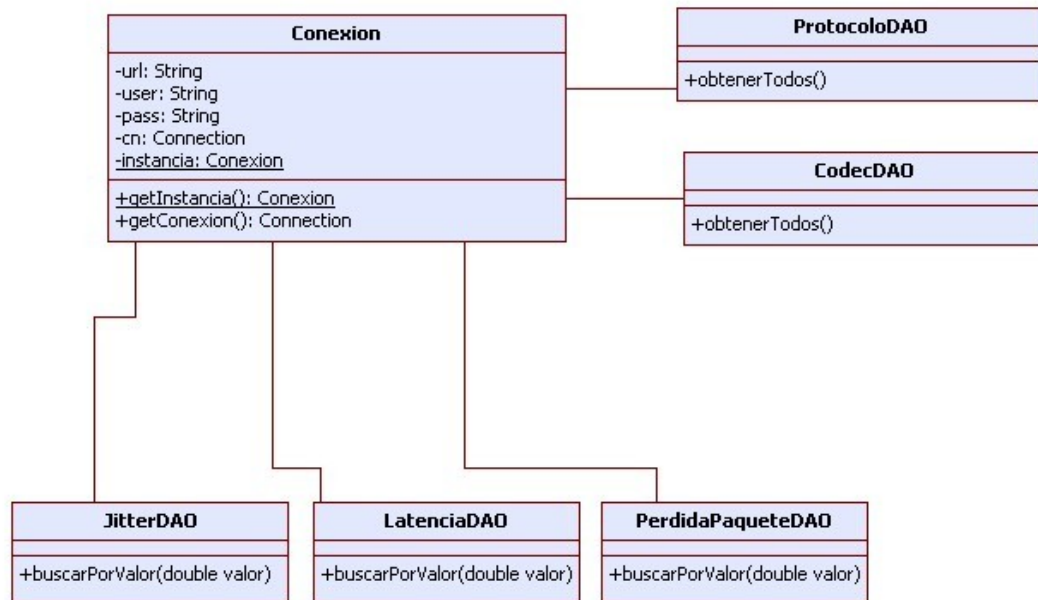 Conexion
-url: String
-user: String
-pass: String
-cn: Connection
-instancia: Conexion
+getInstancia(): Conexion
+getConexion(): Connection
ProtocoloDAO
+obtenerTodos()
CodecDAO
+obtenerTodos()
JitterDAO
+buscarPorValor(double valor)
LatenciaDAO
+buscarPorValor(double valor)
PerdidaPaqueteDAO
+buscarPorValor(double valor)